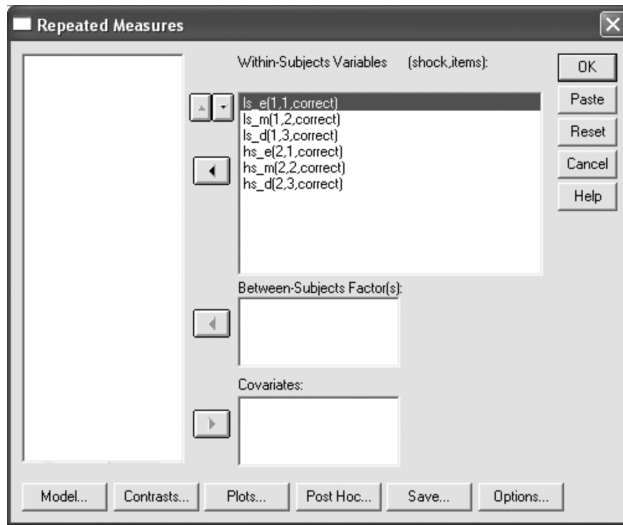 Repeated Measures
Within-Subjects Variables (shock,items):
ls_e(1,1,correct)
ls_m(1,2,correct)
ls_d(1,3,correct)
hs_e(2,1,correct)
hs_m(2,2,correct)
hs_d(2,3,correct)
OK
Paste
Reset
Cancel
Help
Between-Subjects Factor(s):
Covariates:
Model... Contrasts... Plots... Post Hoc... Save... Options...